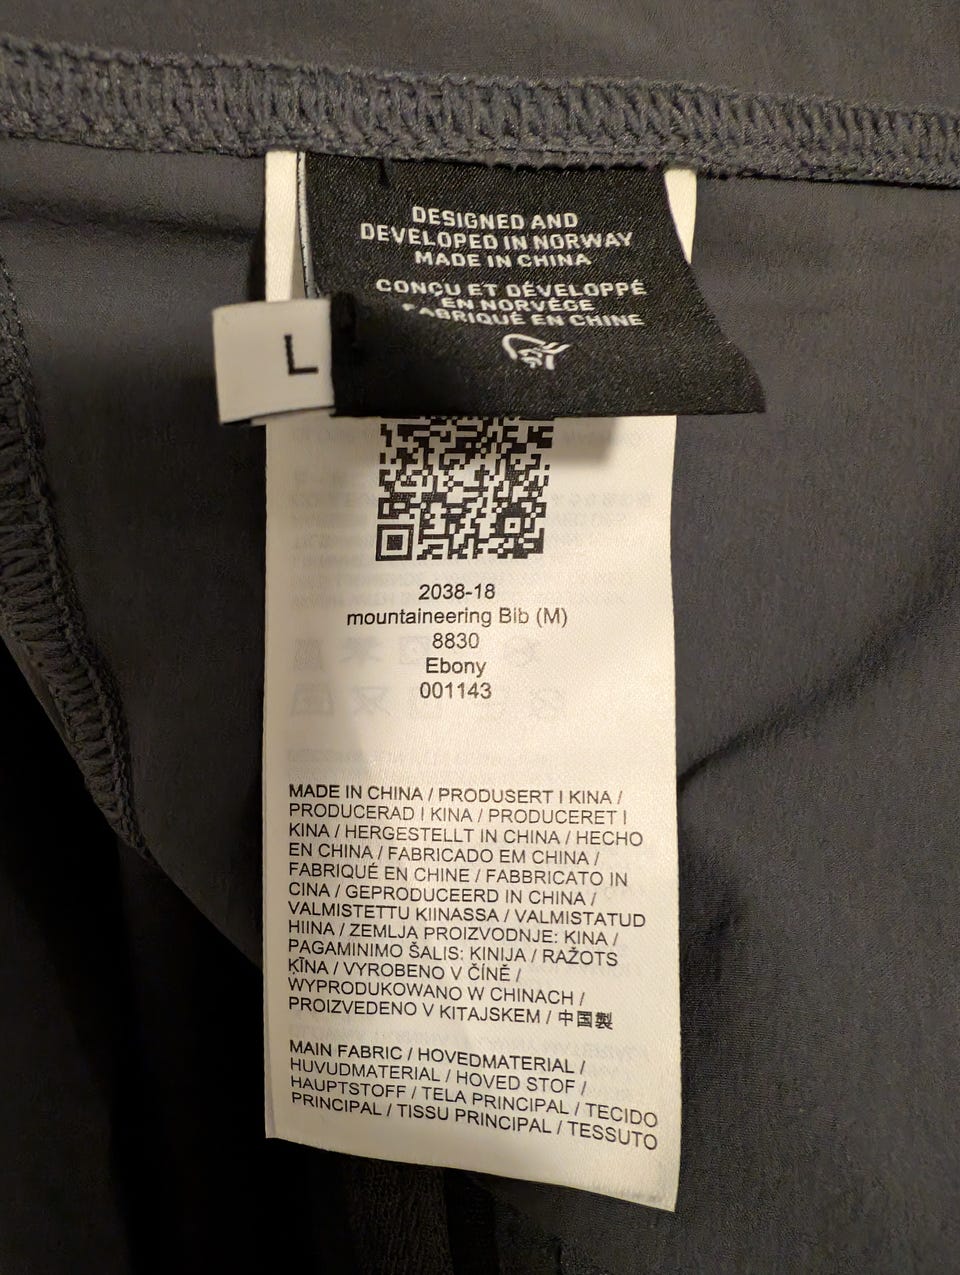 DESIGNED AND
DEVELOPED IN NORWAY
MADE IN CHINA
CONÇU ET DÉVELOPPÉ
EN NORVÈGE
FABRIQUÉ EN CHINE
L
2038-18
mountaineering Bib (M)
8830
Ebony
001143
MADE IN CHINA / PRODUSERT I KINA /
PRODUCERAD I KINA / PRODUCERET I
KINA / HERGESTELLT IN CHINA / HECHO
EN CHINA / FABRICADO EM CHINA /
FABRIQUÉ EN CHINE / FABBRICATO IN
CINA / GEPRODUCEERD IN CHINA /
VALMISTETTU KIINASSA / VALMISTATUD
HIINA / ZEMLJA PROIZVODNJE: KINA /
PAGAMINIMO ŠALIS: KINIJA / RAŽOTS
ĶĪNA / VYROBENO V ČÍNĚ /
WYPRODUKOWANO W CHINACH /
PROIZVEDENO V KITAJSKEM / 中国製
MAIN FABRIC / HOVEDMATERIAL /
HUVUDMATERIAL / HOVED STOF /
HAUPTSTOFF / TELA PRINCIPAL / TECIDO
PRINCIPAL / TISSU PRINCIPAL / TESSUTO